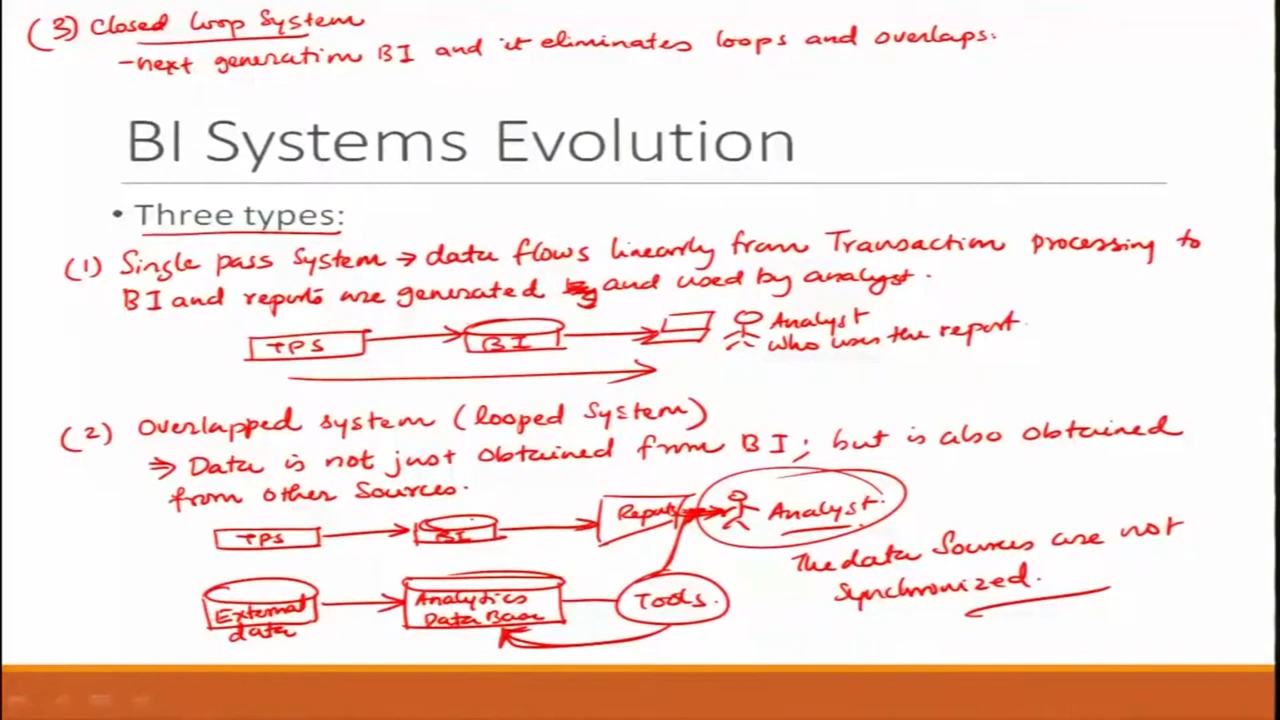 (3) Closed loop System
-next generation BI and it eliminates loops and overlaps.
BI Systems Evolution
• Three types:
(1) Single pass System → data flows linearly from Transaction processing to
BI and reports are generated and used by analyst.
TPS BI Analyst
who uses the report.
(2) Overlapped system (looped System)
⇒ Data is not just obtained from BI; but is also obtained
from other Sources.
TPS BI Reports Analyst.
The data Sources are not
synchronized.
External
data
Analytics
DataBase
Tools.